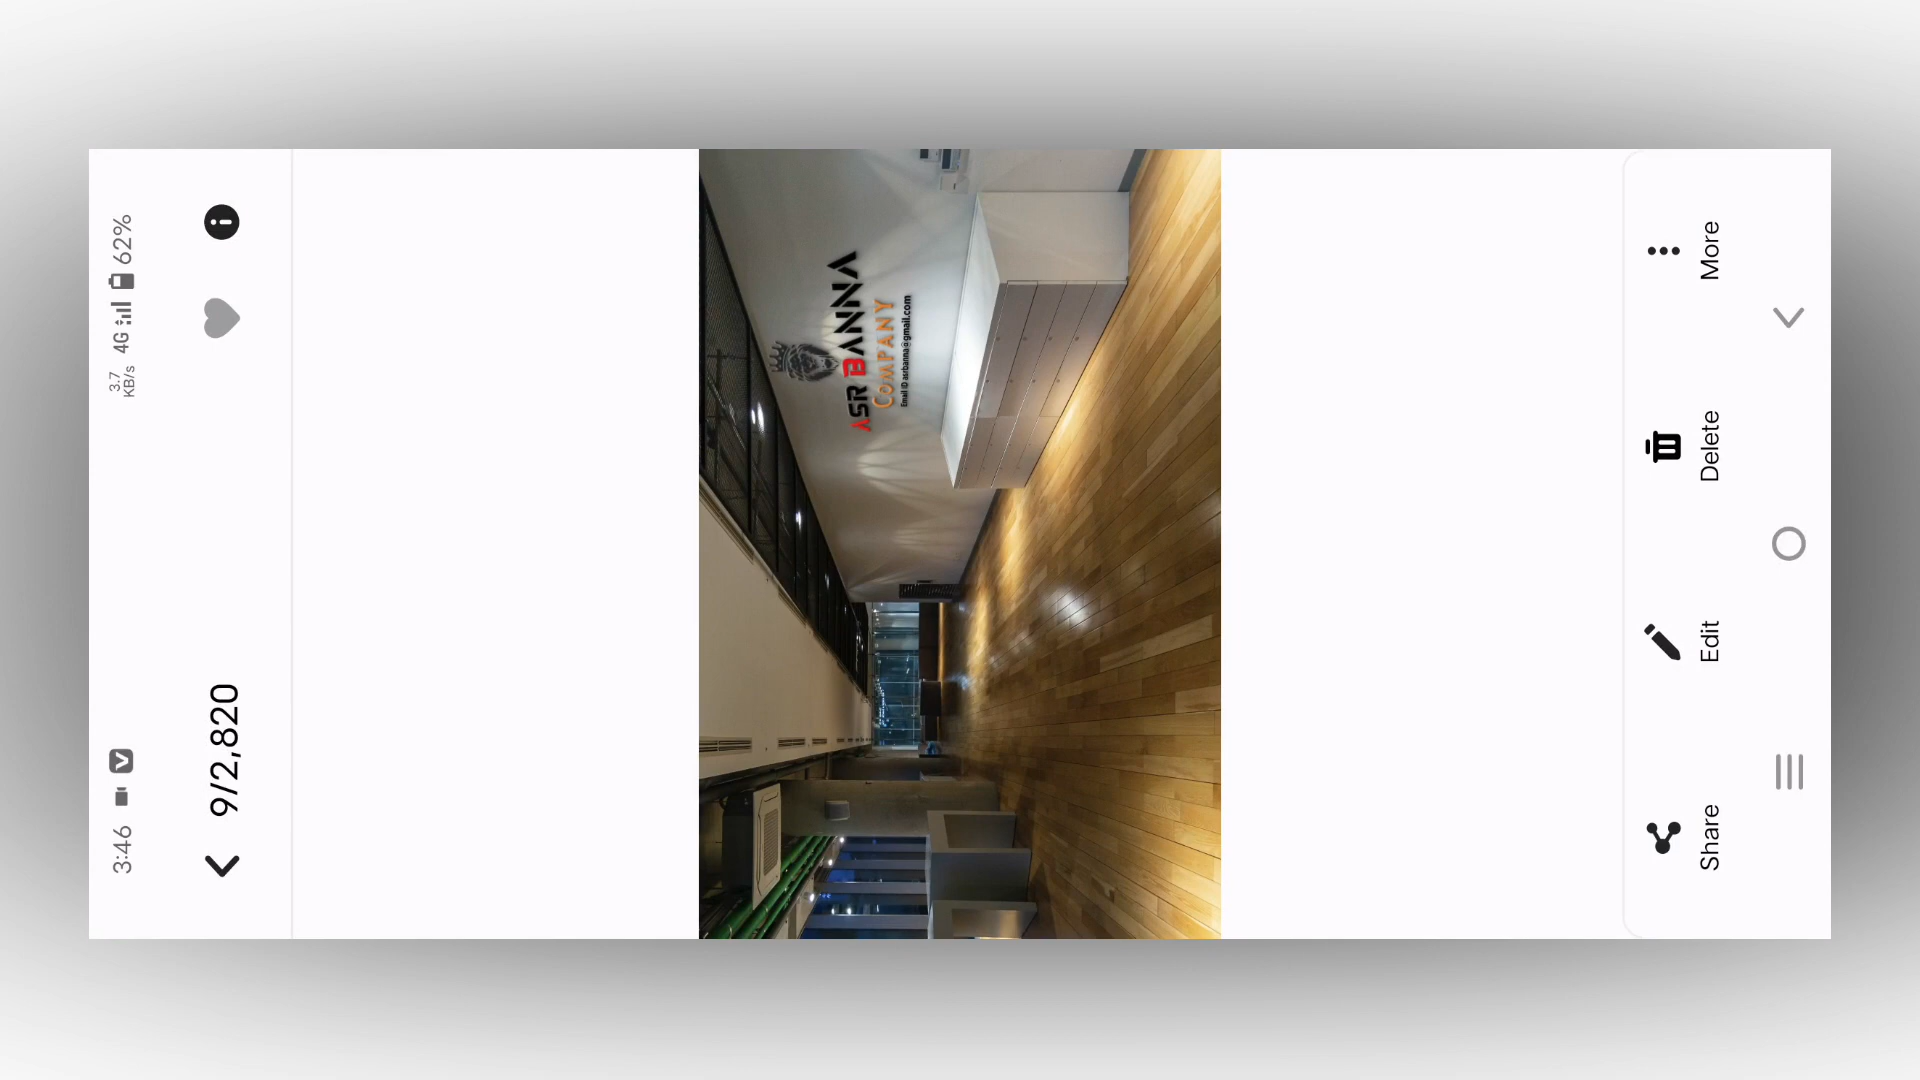 3:46
3.7
KB/s
4G
62%
9/2,820
ASR BANNA
COMPANY
Email ID asrbanna@gmail.com
Share
Edit
Delete
More